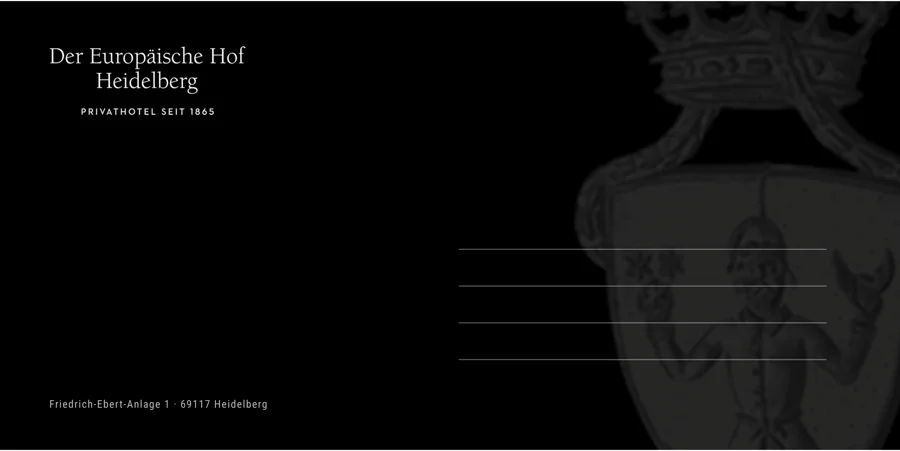 Der Europäische Hof
Heidelberg
PRIVATHOTEL SEIT 1865
Friedrich-Ebert-Anlage 1 · 69117 Heidelberg